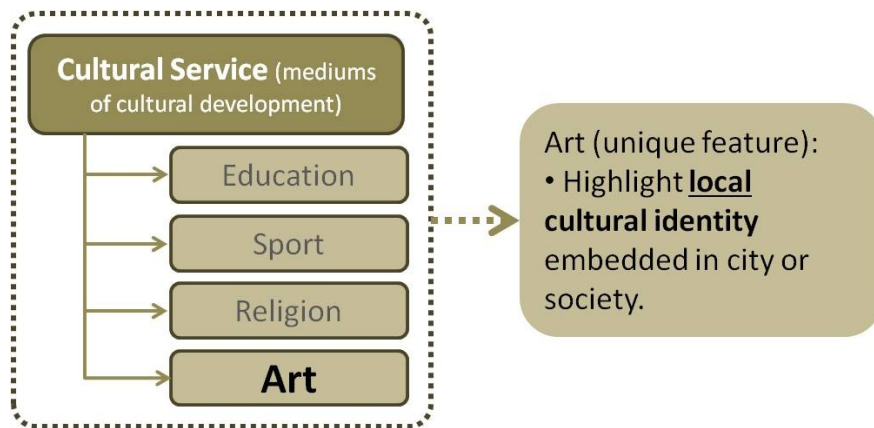 Cultural Service (mediums
of cultural development)
Education
Sport
Religion
Art
Art (unique feature):
• Highlight local
cultural identity
embedded in city or
society.